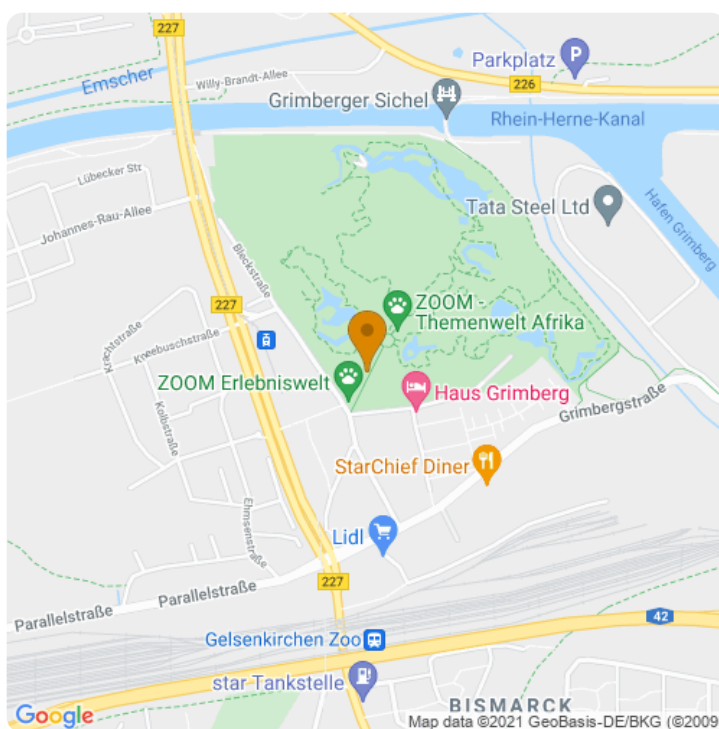 227
Emscher
Willy-Brandt-Allee
Parkplatz
P
226
Grimberger Sichel
Rhein-Herne-Kanal
Lübecker Str
Tata Steel Ltd
Johannes-Rau-Allee
Hafen Grimberg
Bleckstraße
ZOOM -
Themenwelt Afrika
227
Krachtstraße
Kneebuschstraße
ZOOM Erlebniswelt
Haus Grimberg
Grimbergstraße
Kolbstraße
StarChief Diner
Ehmsenstraße
Lidl
227
Parallelstraße
Parallelstraße
42
Gelsenkirchen Zoo
star Tankstelle
BISMARCK
Google
Map data ©2021 GeoBasis-DE/BKG (©2009